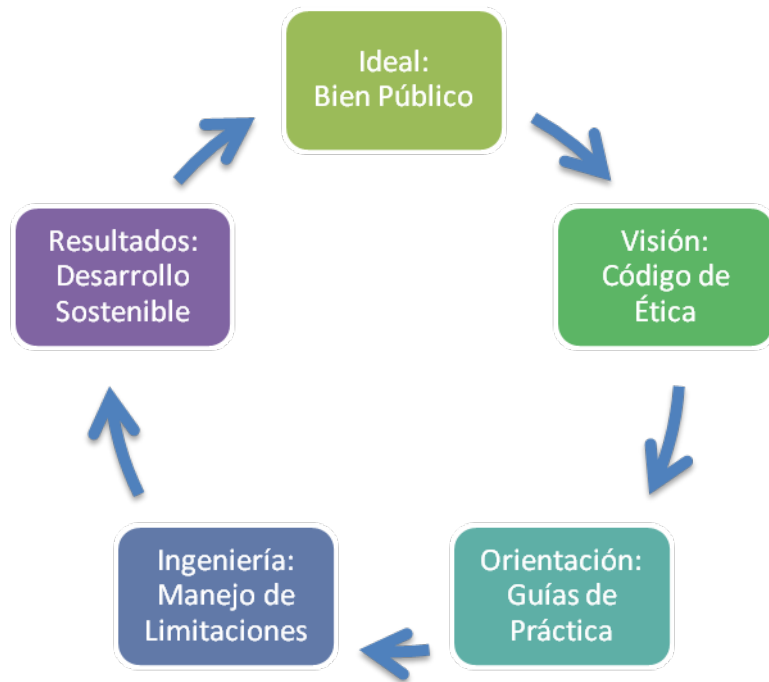 Ideal:
Bien Público
Visión:
Código de
Ética
Orientación:
Guías de
Práctica
Ingeniería:
Manejo de
Limitaciones
Resultados:
Desarrollo
Sostenible